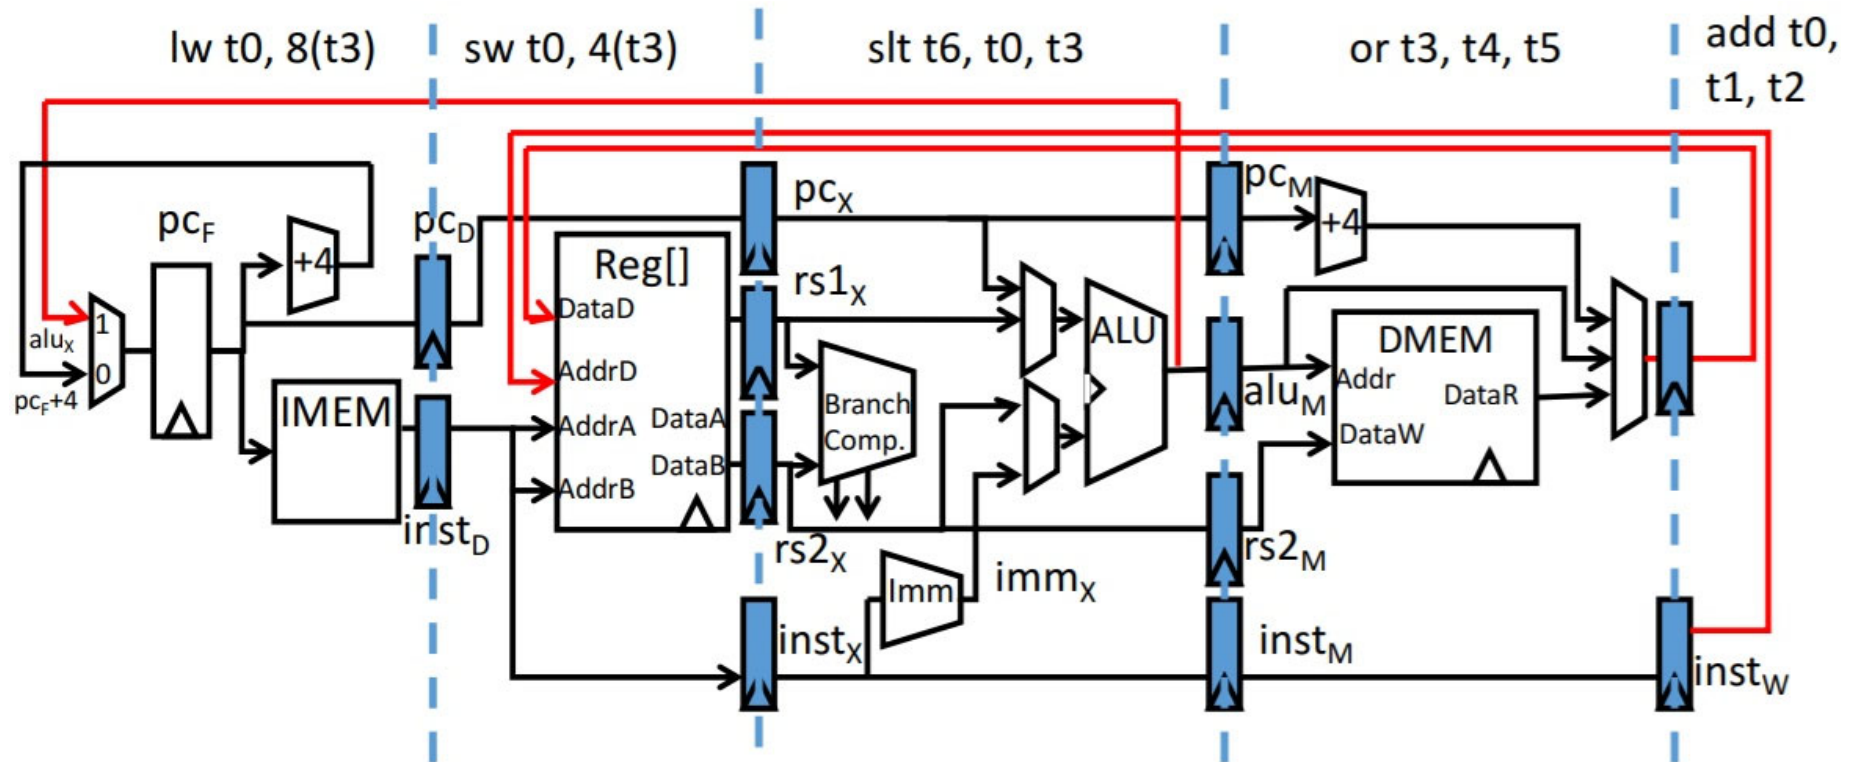 lw t0, 8(t3)
sw t0, 4(t3)
slt t6, t0, t3
or t3, t4, t5
add t0,
t1, t2
pcF
+4
pcD
1
aluX
0
pcF+4
IMEM
instD
Reg[]
DataD
AddrD
AddrA
DataA
DataB
AddrB
pcX
rs1X
Branch
Comp.
rs2X
Imm
immX
instX
ALU
pcM
+4
aluM
DMEM
Addr
DataR
DataW
rs2M
instM
instW